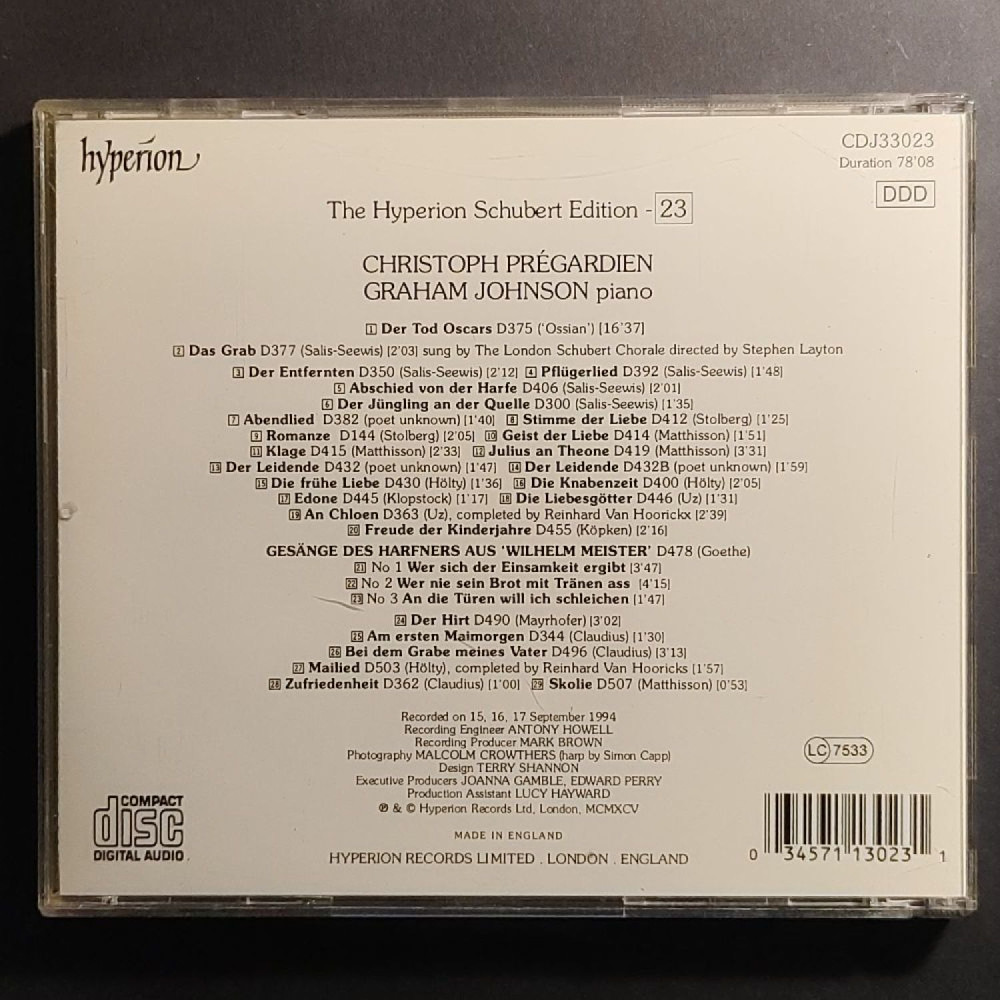 hyperion
CDJ33023
Duration 78'08
DDD
The Hyperion Schubert Edition - 23
CHRISTOPH PRÉGARDIEN
GRAHAM JOHNSON piano
1 Der Tod Oscars D375 ('Ossian') [16'37]
2 Das Grab D377 (Salis-Seewis) [2'03] sung by The London Schubert Chorale directed by Stephen Layton
3 Der Entfernten D350 (Salis-Seewis) [2'12] 4 Pflügerlied D392 (Salis-Seewis) [1'48]
5 Abschied von der Harfe D406 (Salis-Seewis) [2'01]
6 Der Jüngling an der Quelle D300 (Salis-Seewis) [1'35]
7 Abendlied D382 (poet unknown) [1'40] 8 Stimme der Liebe D412 (Stolberg) [1'25]
9 Romanze D144 (Stolberg) [2'05] 10 Geist der Liebe D414 (Matthisson) [1'51]
11 Klage D415 (Matthisson) [2'33] 12 Julius an Theone D419 (Matthisson) [3'31]
13 Der Leidende D432 (poet unknown) [1'47] 14 Der Leidende D432B (poet unknown) [1'59]
15 Die frühe Liebe D430 (Hölty) [1'36] 16 Die Knabenzeit D400 (Hölty) [2'05]
17 Edone D445 (Klopstock) [1'17] 18 Die Liebesgötter D446 (Uz) [1'31]
19 An Chloen D363 (Uz), completed by Reinhard Van Hoorickx [2'39]
20 Freude der Kinderjahre D455 (Köpken) [2'16]
GESÄNGE DES HARFNERS AUS 'WILHELM MEISTER' D478 (Goethe)
21 No 1 Wer sich der Einsamkeit ergibt [3'47]
22 No 2 Wer nie sein Brot mit Tränen ass [4'15]
23 No 3 An die Türen will ich schleichen [1'47]
24 Der Hirt D490 (Mayrhofer) [3'02]
25 Am ersten Maimorgen D344 (Claudius) [1'30]
26 Bei dem Grabe meines Vater D496 (Claudius) [3'13]
27 Mailied D503 (Hölty), completed by Reinhard Van Hooricks [1'57]
28 Zufriedenheit D362 (Claudius) [1'00] 29 Skolie D507 (Matthisson) [0'53]
Recorded on 15, 16, 17 September 1994
Recording Engineer ANTONY HOWELL
Recording Producer MARK BROWN
Photography MALCOLM CROWTHERS (harp by Simon Capp)
Design TERRY SHANNON
Executive Producers JOANNA GAMBLE, EDWARD PERRY
Production Assistant LUCY HAYWARD
℗ & © Hyperion Records Ltd, London, MCMXCV
MADE IN ENGLAND
HYPERION RECORDS LIMITED . LONDON . ENGLAND
LC 7533
COMPACT
disc
DIGITAL AUDIO
0 34571 13023 1